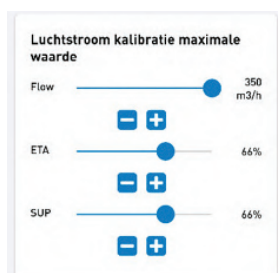 Luchtstroom kalibratie maximale
waarde
Flow 350
m3/h
ETA 66%
SUP 66%